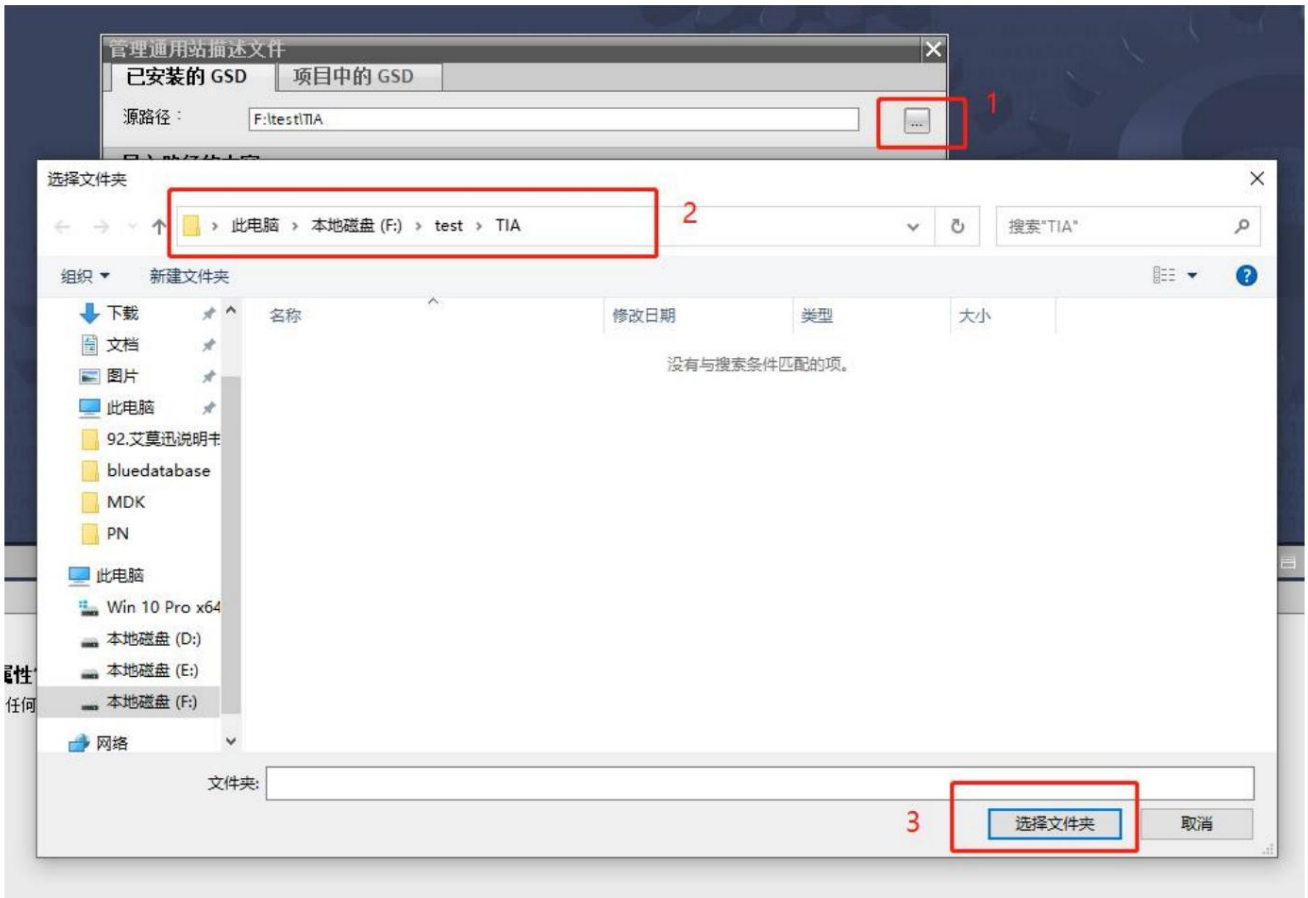 管理通用站描述文件
已安装的 GSD 项目中的 GSD
源路径： F:\test\TIA ...
1
选择文件夹
此电脑 › 本地磁盘 (F:) › test › TIA
2
搜索"TIA"
组织 新建文件夹
名称 修改日期 类型 大小
没有与搜索条件匹配的项。
下载
文档
图片
此电脑
92.艾莫迅说明书
bluedatabase
MDK
PN
此电脑
Win 10 Pro x64
本地磁盘 (D:)
本地磁盘 (E:)
本地磁盘 (F:)
网络
属性
任何
文件夹:
3
选择文件夹 取消